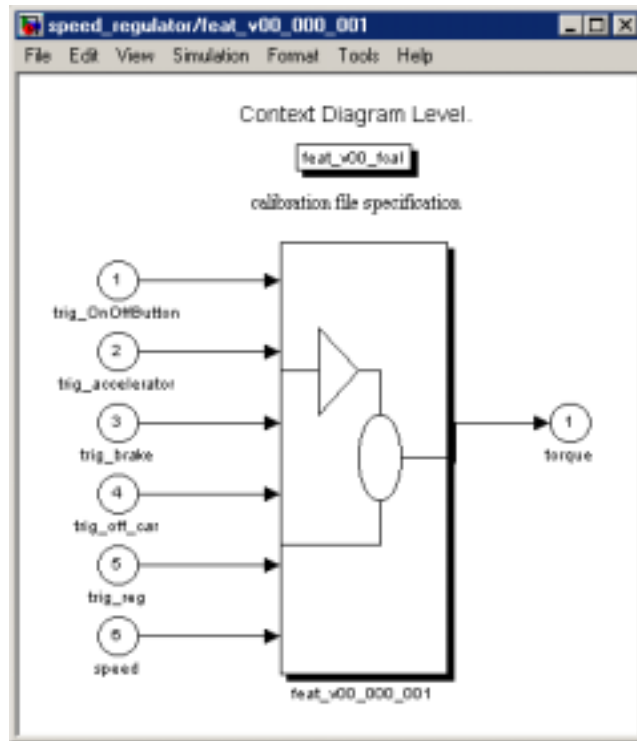 speed_regulator/feat_v00_000_001
File Edit View Simulation Format Tools Help
Context Diagram Level.
feat_v00_fcal
calibration file specification
1
trig_OnOffButton
2
trig_accelerator
3
trig_brake
4
trig_off_car
5
trig_reg
6
speed
1
torque
feat_v00_000_001